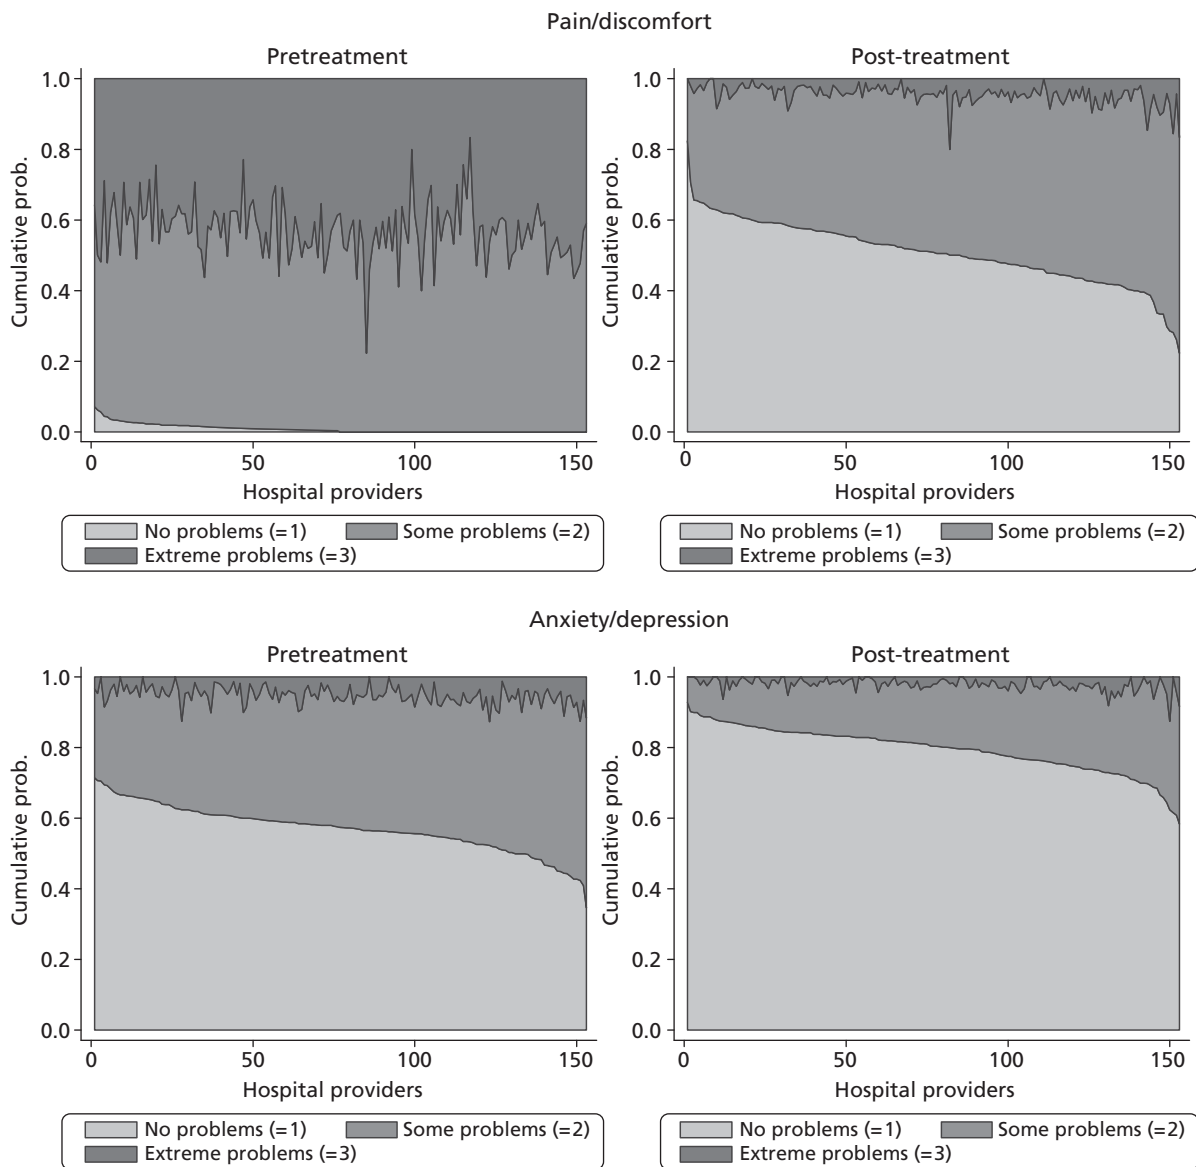 Pain/discomfort
Pretreatment
Post-treatment
1.0
0.8
0.6
0.4
0.2
0.0
Cumulative prob.
0
50
100
150
Hospital providers
1.0
0.8
0.6
0.4
0.2
0.0
Cumulative prob.
0
50
100
150
Hospital providers
No problems (=1)
Some problems (=2)
Extreme problems (=3)
No problems (=1)
Some problems (=2)
Extreme problems (=3)
Anxiety/depression
Pretreatment
Post-treatment
1.0
0.8
0.6
0.4
0.2
0.0
Cumulative prob.
0
50
100
150
Hospital providers
1.0
0.8
0.6
0.4
0.2
0.0
Cumulative prob.
0
50
100
150
Hospital providers
No problems (=1)
Some problems (=2)
Extreme problems (=3)
No problems (=1)
Some problems (=2)
Extreme problems (=3)